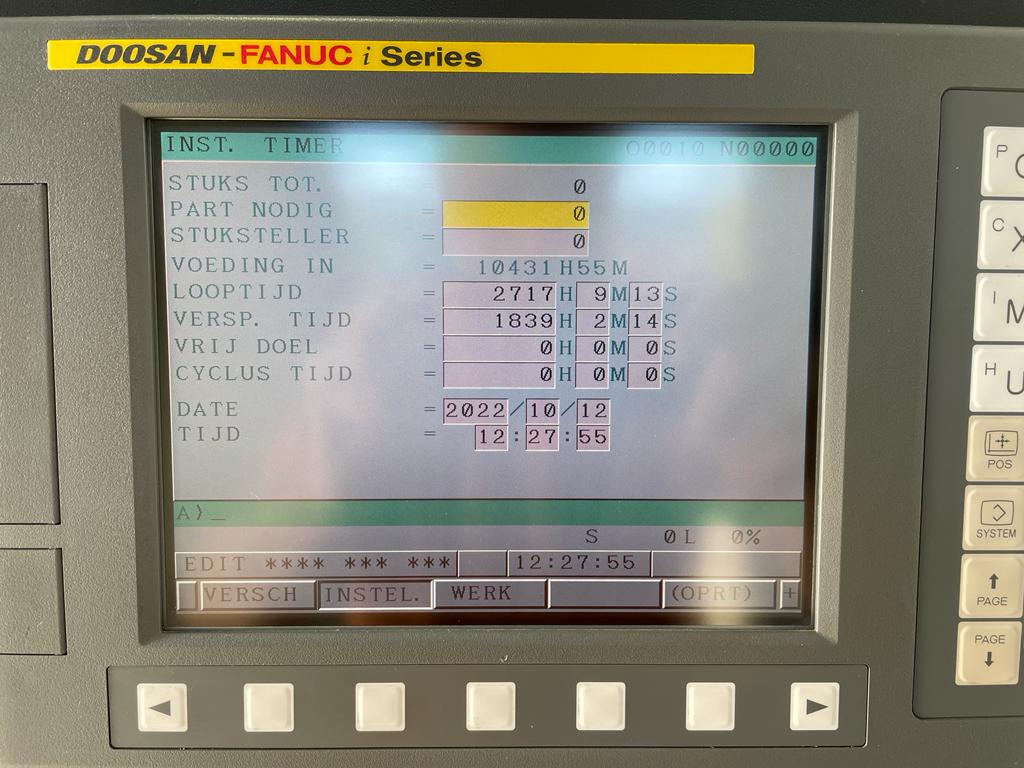 DOOSAN-FANUC i Series
INST. TIMER O0010 N00000
STUKS TOT. = 0
PART NODIG = 0
STUKSTELLER = 0
VOEDING IN = 10431H55M
LOOPTIJD = 2717H 9M13S
VERSP. TIJD = 1839H 2M14S
VRIJ DOEL = 0H 0M 0S
CYCLUS TIJD = 0H 0M 0S
DATE = 2022/10/12
TIJD = 12:27:55
A)_
S 0 L 0%
EDIT **** *** *** 12:27:55
VERSCH INSTEL. WERK (OPRT) +
P
C X
I M
H U
POS
SYSTEM
PAGE
PAGE